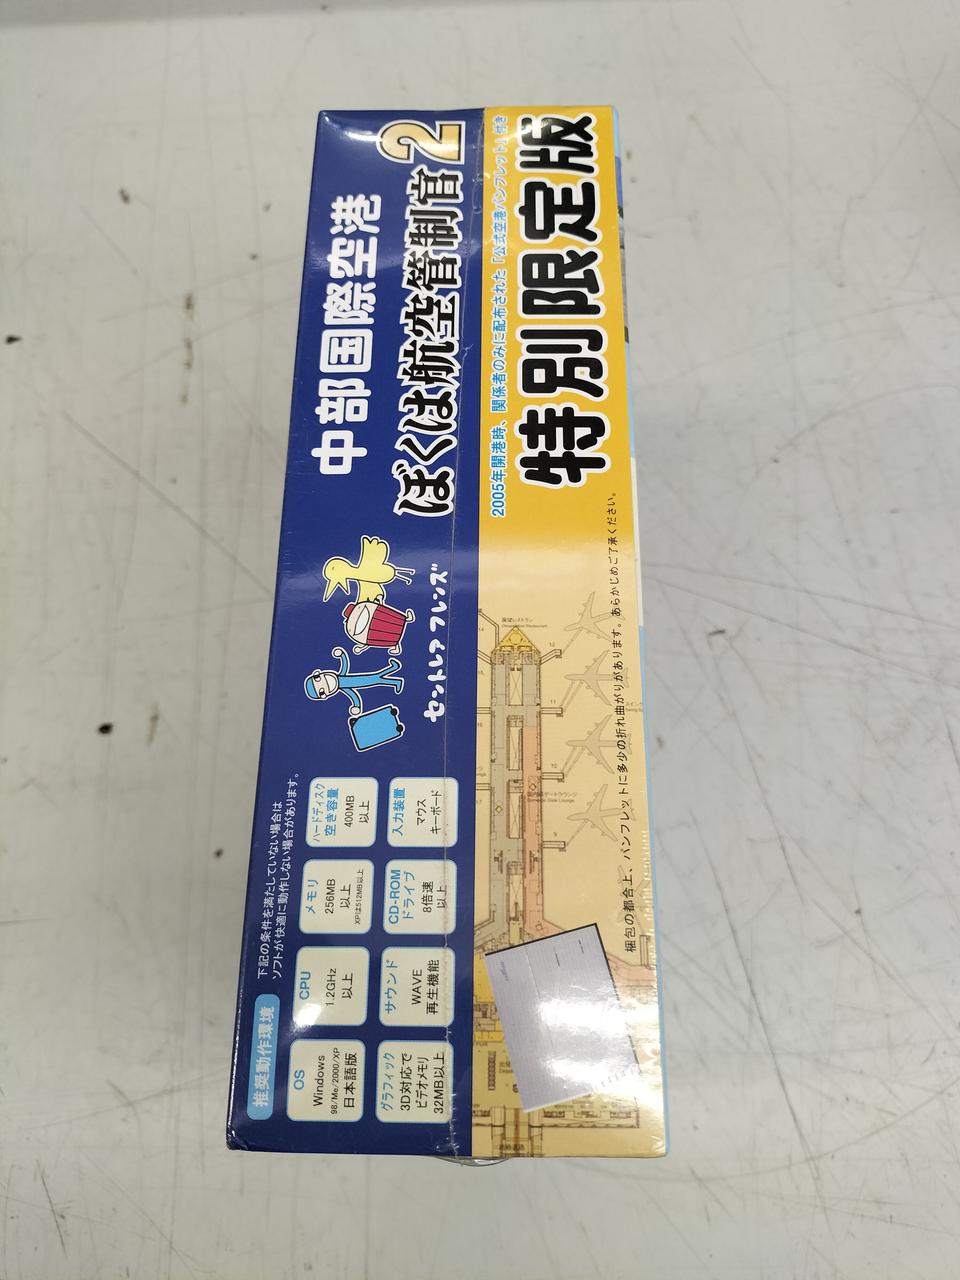 中部国際空港
ぼくは航空管制官2
セントレア フレンズ
2005年開港時、関係者のみに配布された「公式空港パンフレット」付き
特別限定版
梱包の都合上、パンフレットに多少の折れ曲がりがあります。あらかじめご了承ください。
推奨動作環境
下記の条件を満たしていない場合は
ソフトが快適に動作しない場合があります。
OS
Windows
98/Me/2000/XP
日本語版
CPU
1.2GHz
以上
メモリ
256MB
以上
XPは512MB以上
ハードディスク
空き容量
400MB
以上
グラフィック
3D対応で
ビデオメモリ
32MB以上
サウンド
WAVE
再生機能
CD-ROM
ドライブ
8倍速
以上
入力装置
マウス
キーボード
14
12
11
16
10
17
9